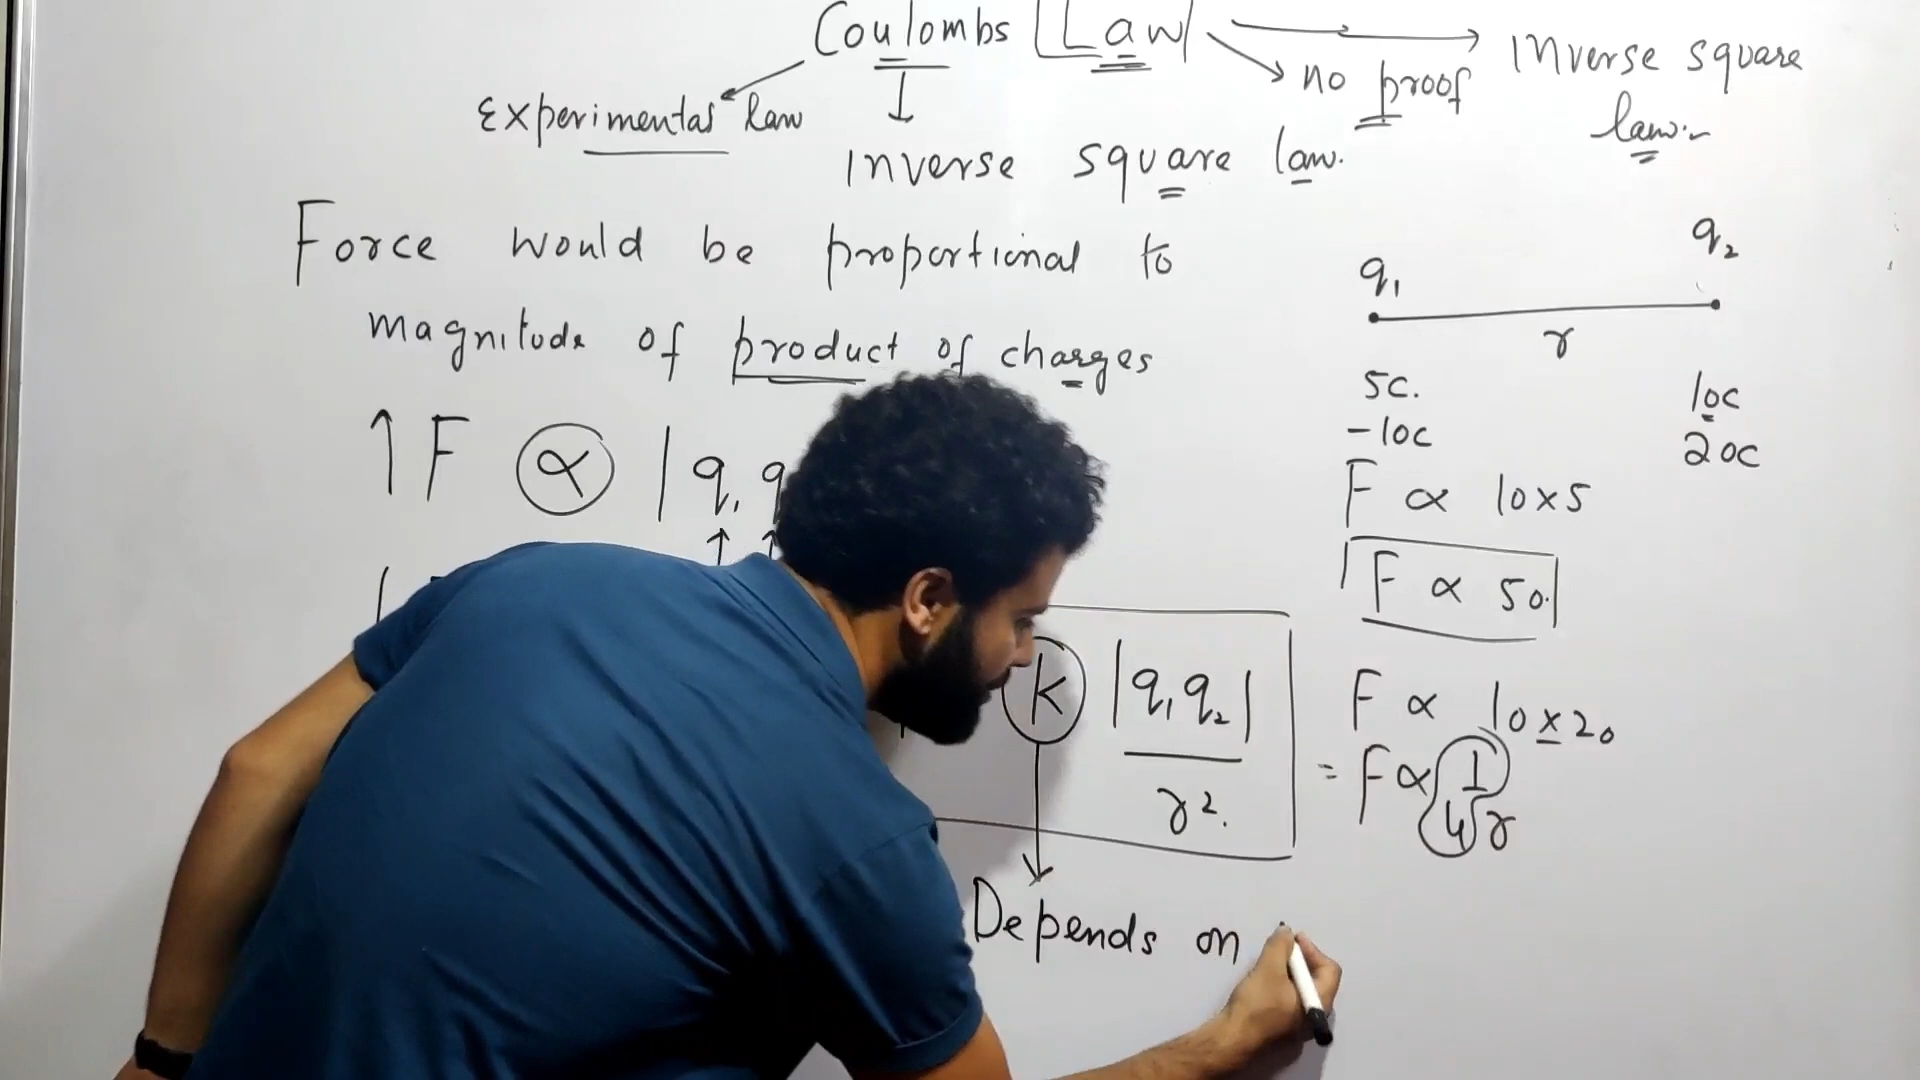 Coulombs Law
Inverse square
law.
no proof
Experimental law
Inverse square law.
Force would be proportional to
magnitude of product of charges
↑ F ∝ | q1 q
q1
q2
r
5C.
10C
-10C
20C
F ∝ 10 x 5
F ∝ 50.
K |q1 q2|
r2.
F ∝ 10 x 20
= F ∝ 1
4r
Depends on